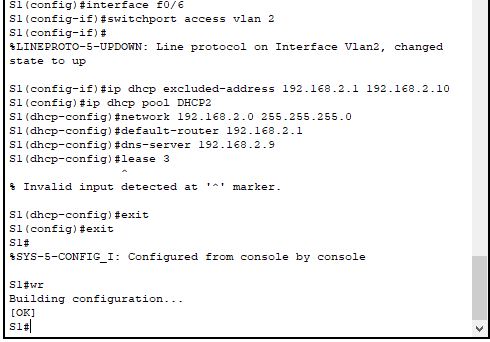 S1(config)#interface f0/6
S1(config-if)#switchport access vlan 2
S1(config-if)#
%LINEPROTO-5-UPDOWN: Line protocol on Interface Vlan2, changed
state to up
S1(config-if)#ip dhcp excluded-address 192.168.2.1 192.168.2.10
S1(config)#ip dhcp pool DHCP2
S1(dhcp-config)#network 192.168.2.0 255.255.255.0
S1(dhcp-config)#default-router 192.168.2.1
S1(dhcp-config)#dns-server 192.168.2.9
S1(dhcp-config)#lease 3
^
% Invalid input detected at '^' marker.
S1(dhcp-config)#exit
S1(config)#exit
S1#
%SYS-5-CONFIG_I: Configured from console by console
S1#wr
Building configuration...
[OK]
S1#